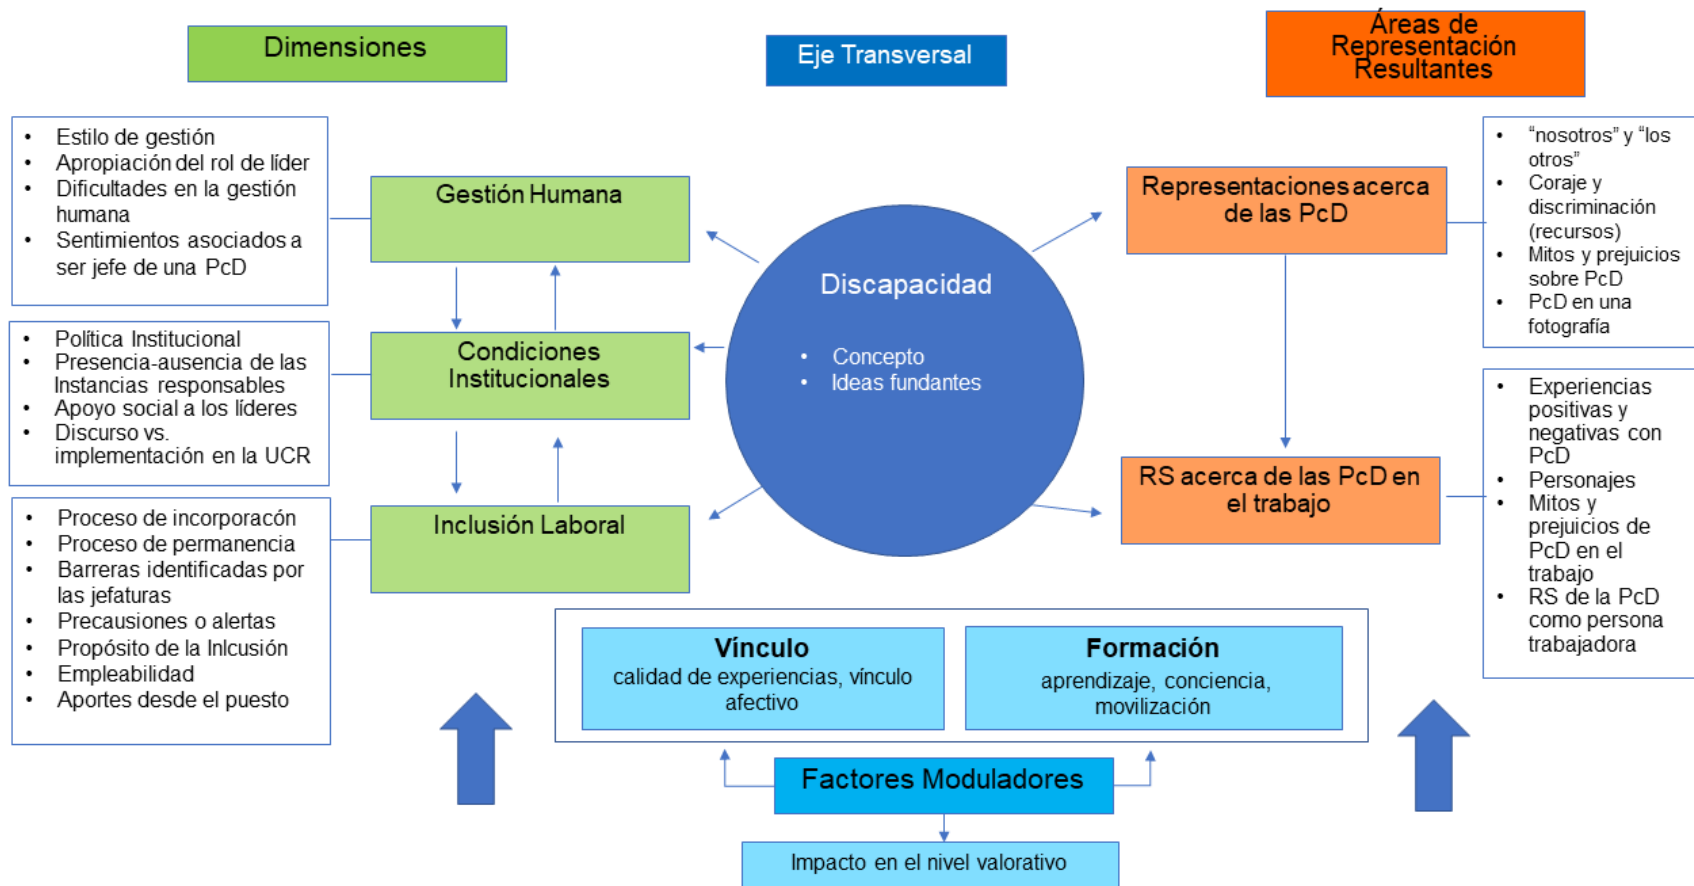 Dimensiones
Eje Transversal
Áreas de
Representación
Resultantes
• Estilo de gestión
• Apropiación del rol de líder
• Dificultades en la gestión
humana
• Sentimientos asociados a
ser jefe de una PcD
Gestión Humana
• Política Institucional
• Presencia-ausencia de las
Instancias responsables
• Apoyo social a los líderes
• Discurso vs.
implementación en la UCR
Condiciones
Institucionales
• Proceso de incorporacón
• Proceso de permanencia
• Barreras identificadas por
las jefaturas
• Precausiones o alertas
• Propósito de la Inlcusión
• Empleabilidad
• Aportes desde el puesto
Inclusión Laboral
Discapacidad
• Concepto
• Ideas fundantes
Representaciones acerca
de las PcD
• “nosotros” y “los
otros”
• Coraje y
discriminación
(recursos)
• Mitos y prejuicios
sobre PcD
• PcD en una
fotografía
RS acerca de las PcD en
el trabajo
• Experiencias
positivas y
negativas con
PcD
• Personajes
• Mitos y
prejuicios de
PcD en el
trabajo
• RS de la PcD
como persona
trabajadora
Vínculo
calidad de experiencias, vínculo
afectivo
Formación
aprendizaje, conciencia,
movilización
Factores Moduladores
Impacto en el nivel valorativo